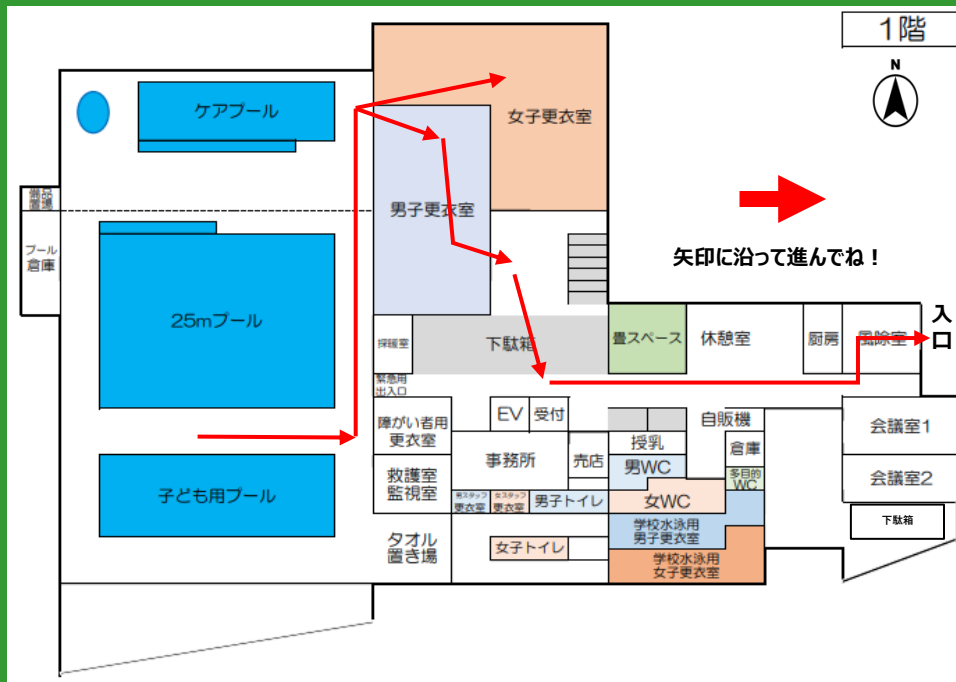 1階
N
ケアプール
女子更衣室
備品
置場
男子更衣室
プール
倉庫
矢印に沿って進んでね！
25mプール
採暖室
下駄箱
畳スペース
休憩室
厨房
風除室
入
口
緊急用
出入口
障がい者用
更衣室
EV
受付
自販機
会議室1
授乳
倉庫
事務所
売店
救護室
監視室
男WC
多目的
WC
会議室2
男スタッフ
更衣室
女スタッフ
更衣室
男子トイレ
女WC
子ども用プール
下駄箱
学校水泳用
男子更衣室
タオル
置き場
女子トイレ
学校水泳用
女子更衣室